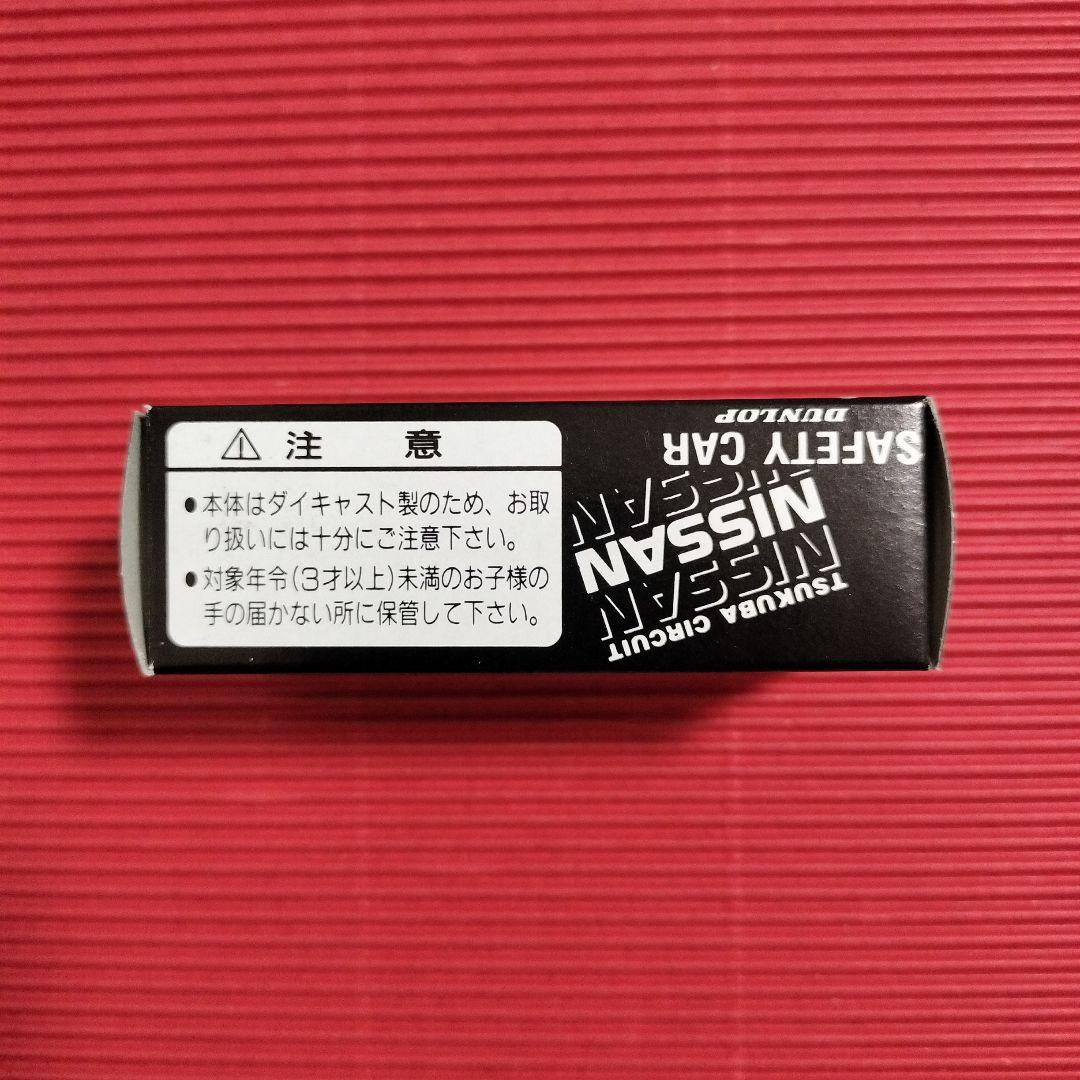 ⚠ 注 意
●本体はダイキャスト製のため、お取
り扱いには十分にご注意下さい。
●対象年令(3才以上)未満のお子様の
手の届かない所に保管して下さい。
TSUKUBA CIRCUIT
NISSAN
NISSAN
NISSAN
SAFETY CAR
DUNLOP